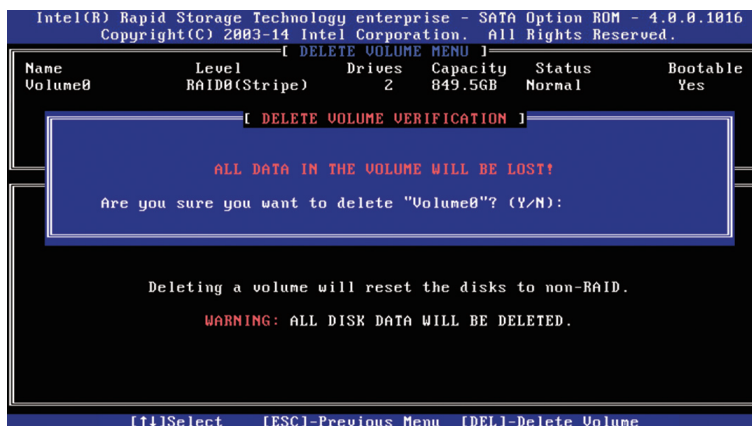 Intel(R) Rapid Storage Technology enterprise - SATA Option ROM - 4.0.0.1016
Copyright(C) 2003-14 Intel Corporation. All Rights Reserved.
[ DELETE VOLUME MENU ]
Name Level Drives Capacity Status Bootable
Volume0 RAID0(Stripe) 2 849.5GB Normal Yes
[ DELETE VOLUME VERIFICATION ]
ALL DATA IN THE VOLUME WILL BE LOST!
Are you sure you want to delete "Volume0"? (Y/N):
Deleting a volume will reset the disks to non-RAID.
WARNING: ALL DISK DATA WILL BE DELETED.
[↑↓]Select [ESC]-Previous Menu [DEL]-Delete Volume